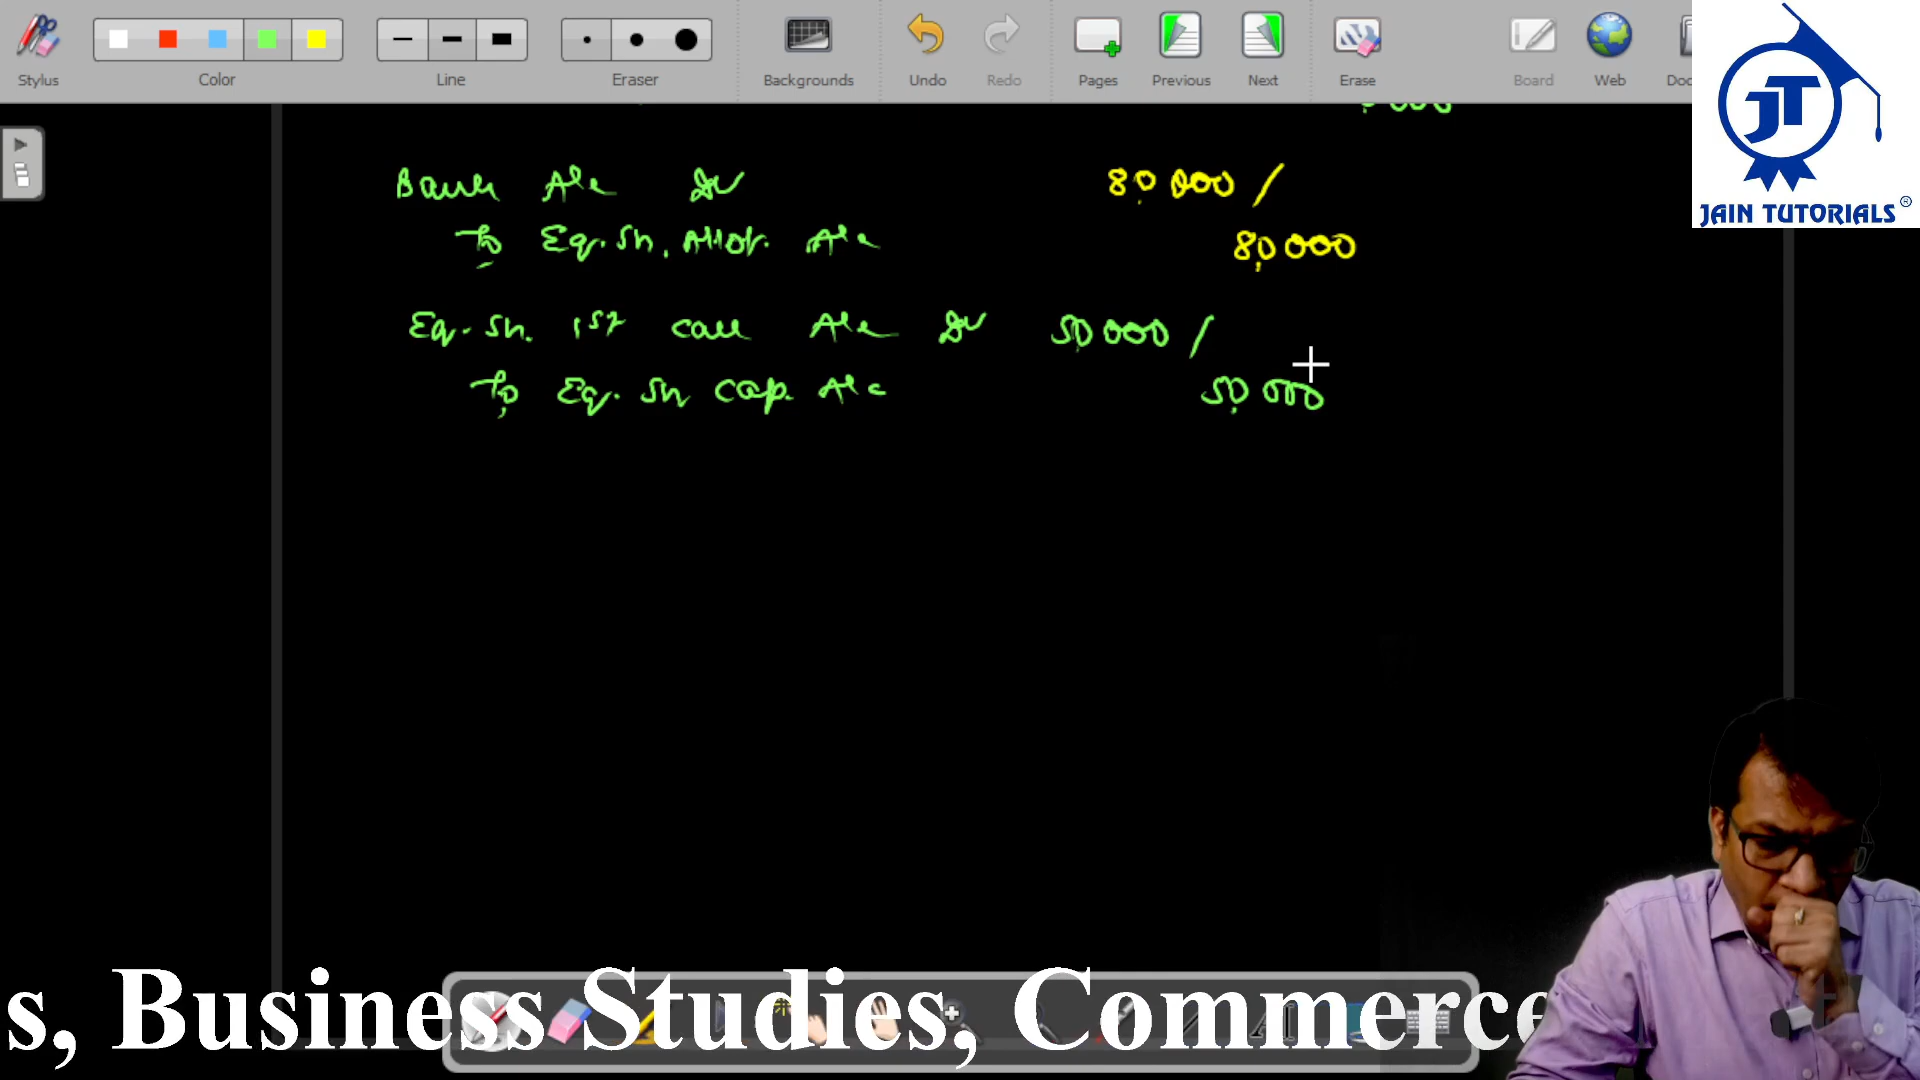 Stylus Color Line Eraser Backgrounds Undo Redo Pages Previous Next Erase Board Web
JT
JAIN TUTORIALS®
Bank A/c Dr 80,000 /
To Eq. Sh. Allot. A/c 80,000
Eq. Sh. 1st call A/c Dr 50,000 /
To Eq. Sh Cap. A/c 50,000
s, Business Studies, Commerce